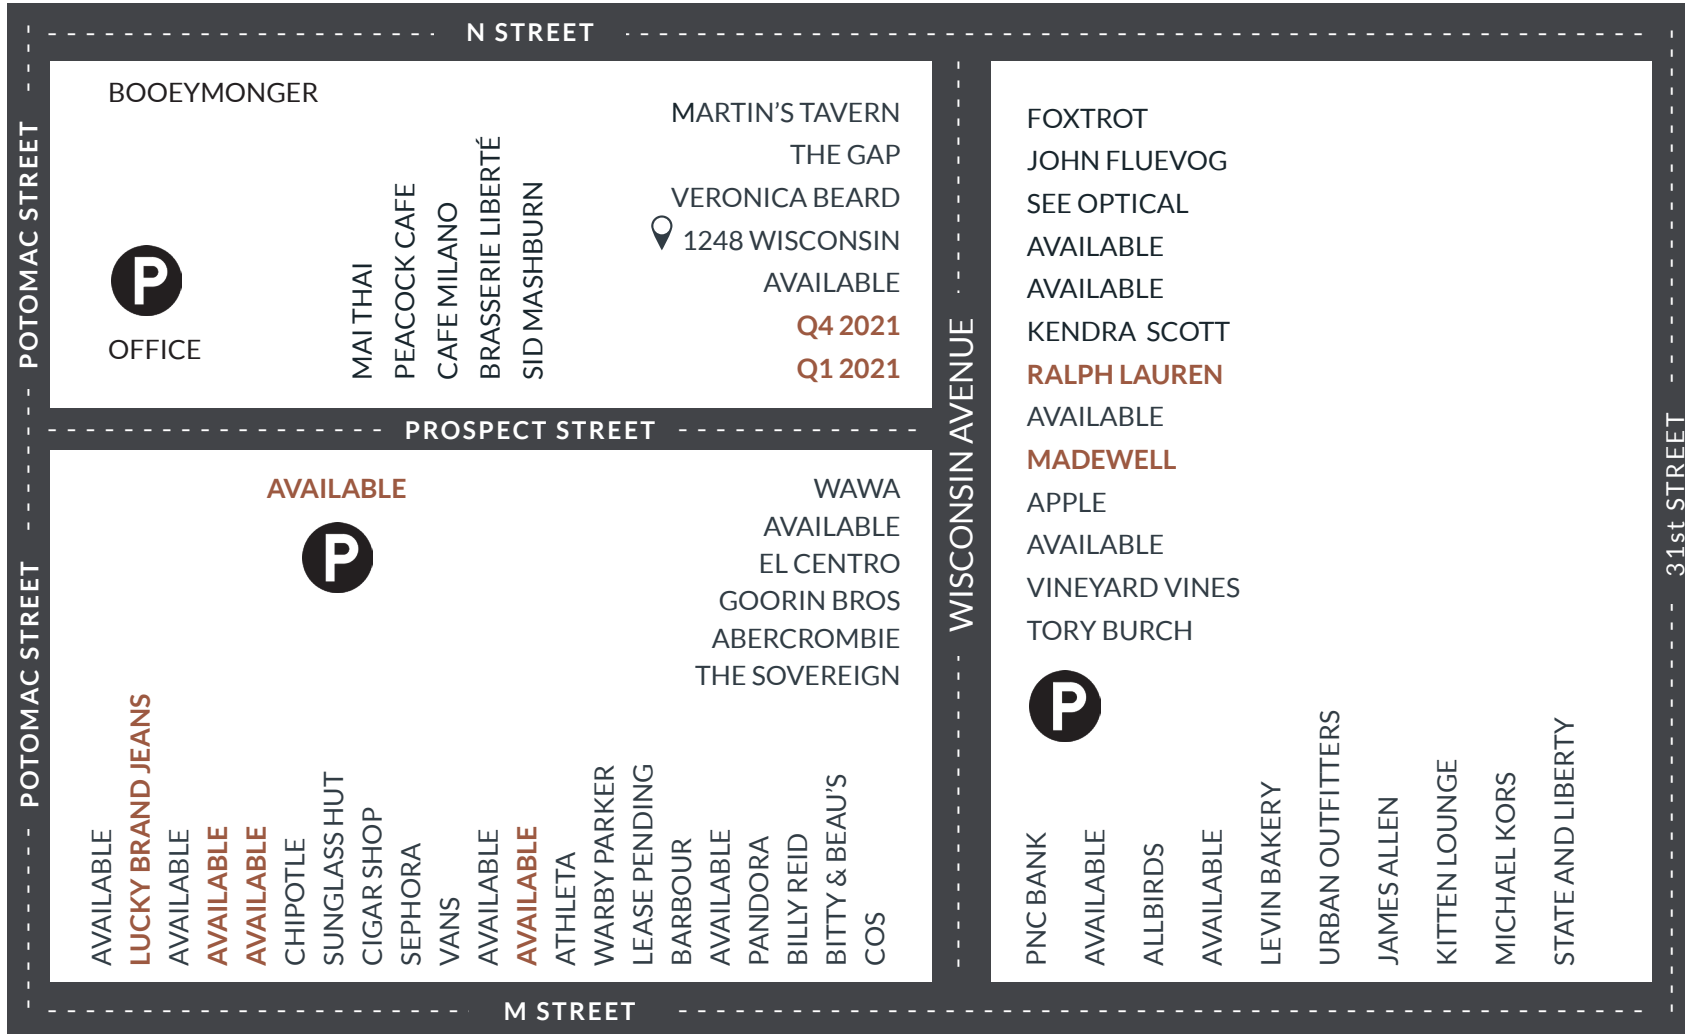 N STREET
POTOMAC STREET
BOOEYMONGER
P
OFFICE
MAI THAI
PEACOCK CAFE
CAFE MILANO
BRASSERIE LIBERTÉ
SID MASHBURN
MARTIN'S TAVERN
THE GAP
VERONICA BEARD
1248 WISCONSIN
AVAILABLE
Q4 2021
Q1 2021
PROSPECT STREET
POTOMAC STREET
AVAILABLE
P
WAWA
AVAILABLE
EL CENTRO
GOORIN BROS
ABERCROMBIE
THE SOVEREIGN
AVAILABLE
LUCKY BRAND JEANS
AVAILABLE
AVAILABLE
AVAILABLE
CHIPOTLE
SUNGLASS HUT
CIGAR SHOP
SEPHORA
VANS
AVAILABLE
AVAILABLE
ATHLETA
WARBY PARKER
LEASE PENDING
BARBOUR
AVAILABLE
PANDORA
BILLY REID
BITTY & BEAU'S
COS
WISCONSIN AVENUE
FOXTROT
JOHN FLUEVOG
SEE OPTICAL
AVAILABLE
AVAILABLE
KENDRA SCOTT
RALPH LAUREN
AVAILABLE
MADEWELL
APPLE
AVAILABLE
VINEYARD VINES
TORY BURCH
P
PNC BANK
AVAILABLE
ALLBIRDS
AVAILABLE
LEVIN BAKERY
URBAN OUTFITTERS
JAMES ALLEN
KITTEN LOUNGE
MICHAEL KORS
STATE AND LIBERTY
31st STREET
M STREET